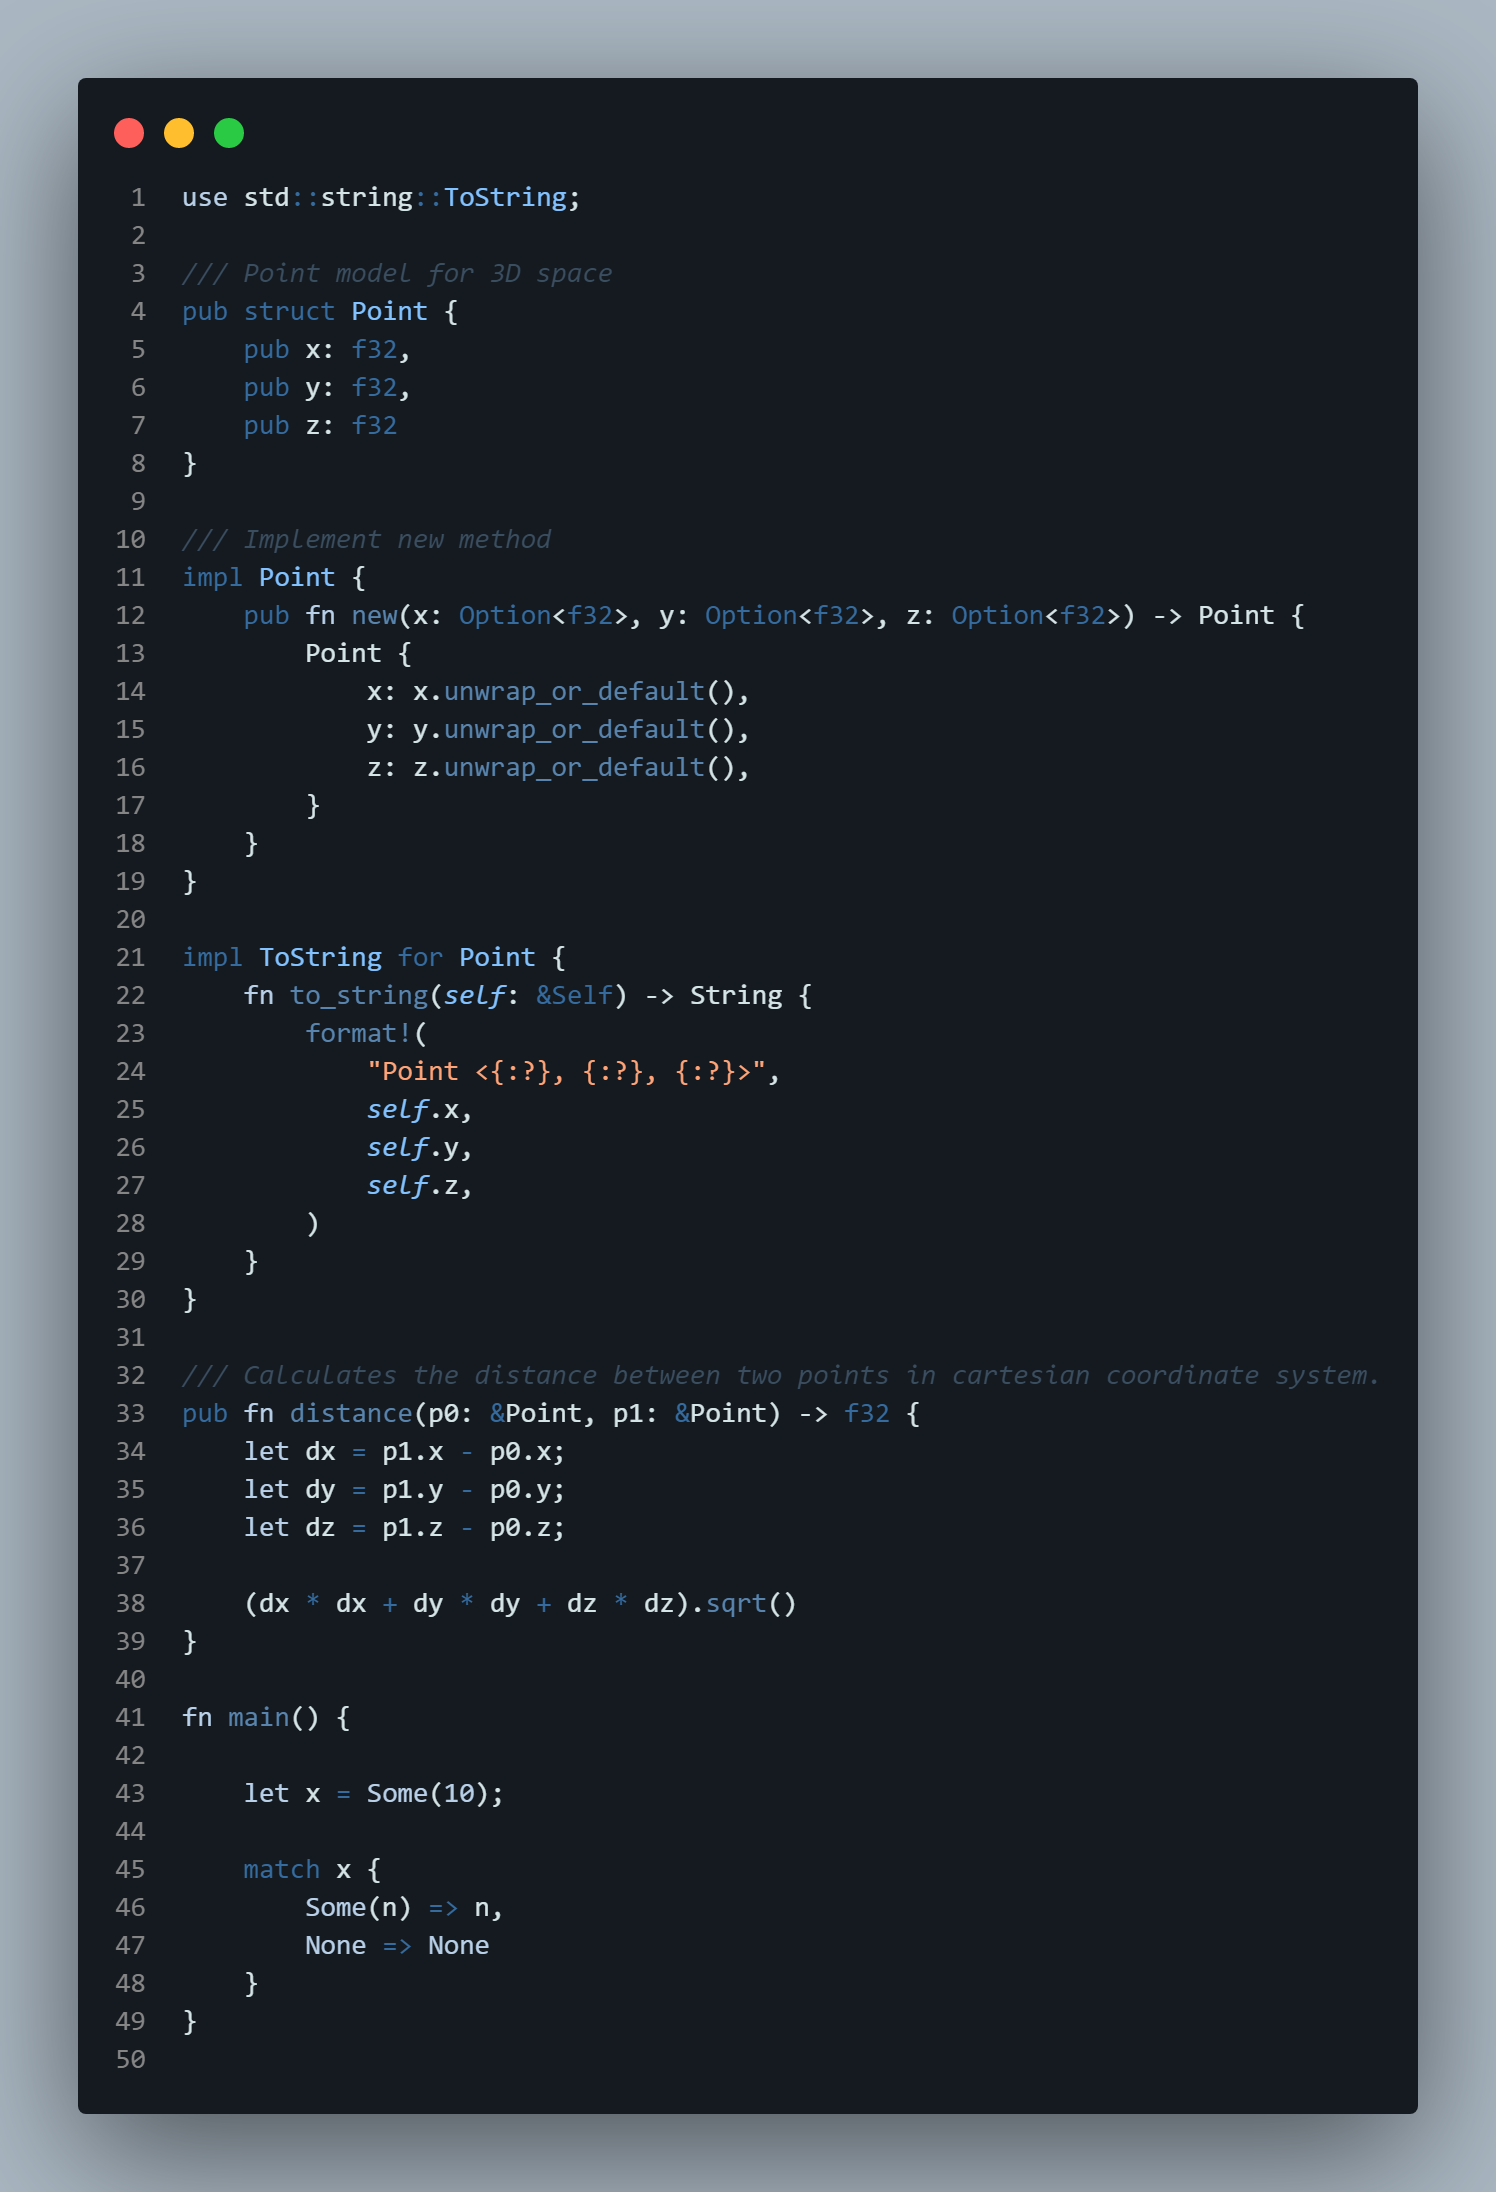 1 use std::string::ToString;
2
3 /// Point model for 3D space
4 pub struct Point {
5     pub x: f32,
6     pub y: f32,
7     pub z: f32
8 }
9
10 /// Implement new method
11 impl Point {
12     pub fn new(x: Option<f32>, y: Option<f32>, z: Option<f32>) -> Point {
13         Point {
14             x: x.unwrap_or_default(),
15             y: y.unwrap_or_default(),
16             z: z.unwrap_or_default(),
17         }
18     }
19 }
20
21 impl ToString for Point {
22     fn to_string(self: &Self) -> String {
23         format!(
24             "Point <{:?}, {:?}, {:?}>",
25             self.x,
26             self.y,
27             self.z,
28         )
29     }
30 }
31
32 /// Calculates the distance between two points in cartesian coordinate system.
33 pub fn distance(p0: &Point, p1: &Point) -> f32 {
34     let dx = p1.x - p0.x;
35     let dy = p1.y - p0.y;
36     let dz = p1.z - p0.z;
37
38     (dx * dx + dy * dy + dz * dz).sqrt()
39 }
40
41 fn main() {
42
43     let x = Some(10);
44
45     match x {
46         Some(n) => n,
47         None => None
48     }
49 }
50